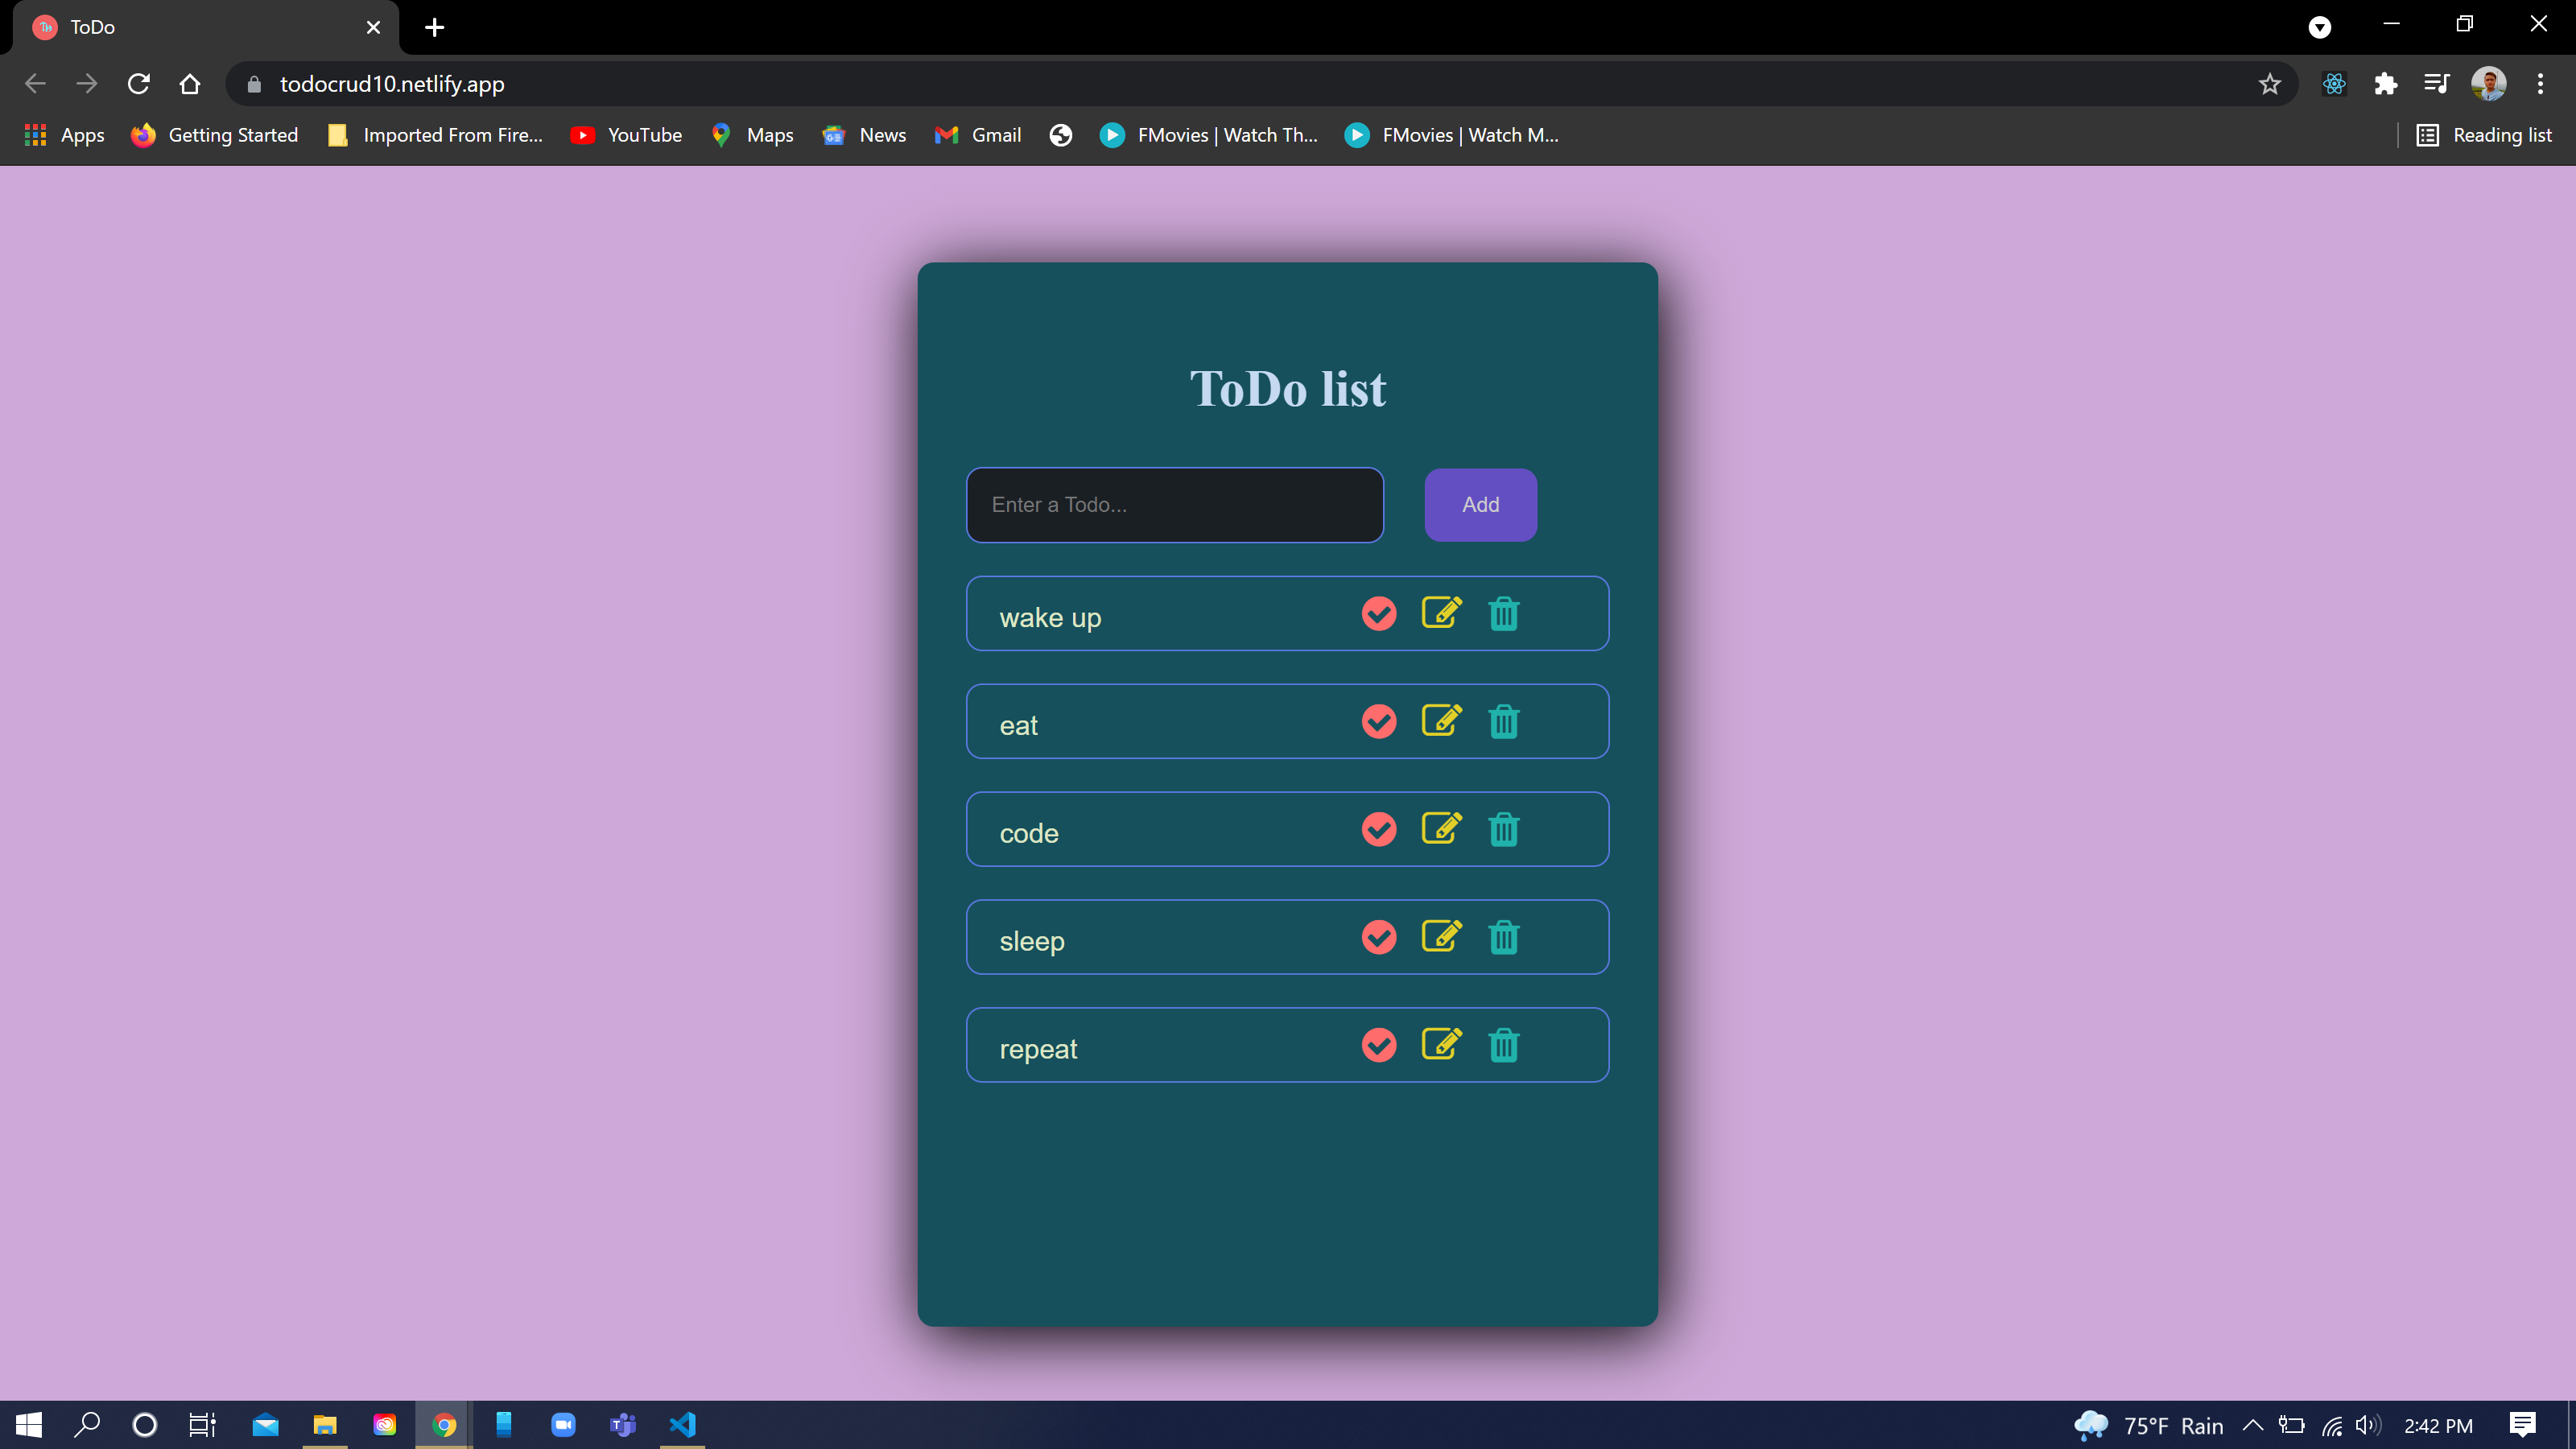 ToDo
todocrud10.netlify.app
Apps Getting Started Imported From Fire... YouTube Maps News Gmail FMovies | Watch Th... FMovies | Watch M... Reading list
ToDo list
Enter a Todo... Add
wake up
eat
code
sleep
repeat
75°F Rain 2:42 PM